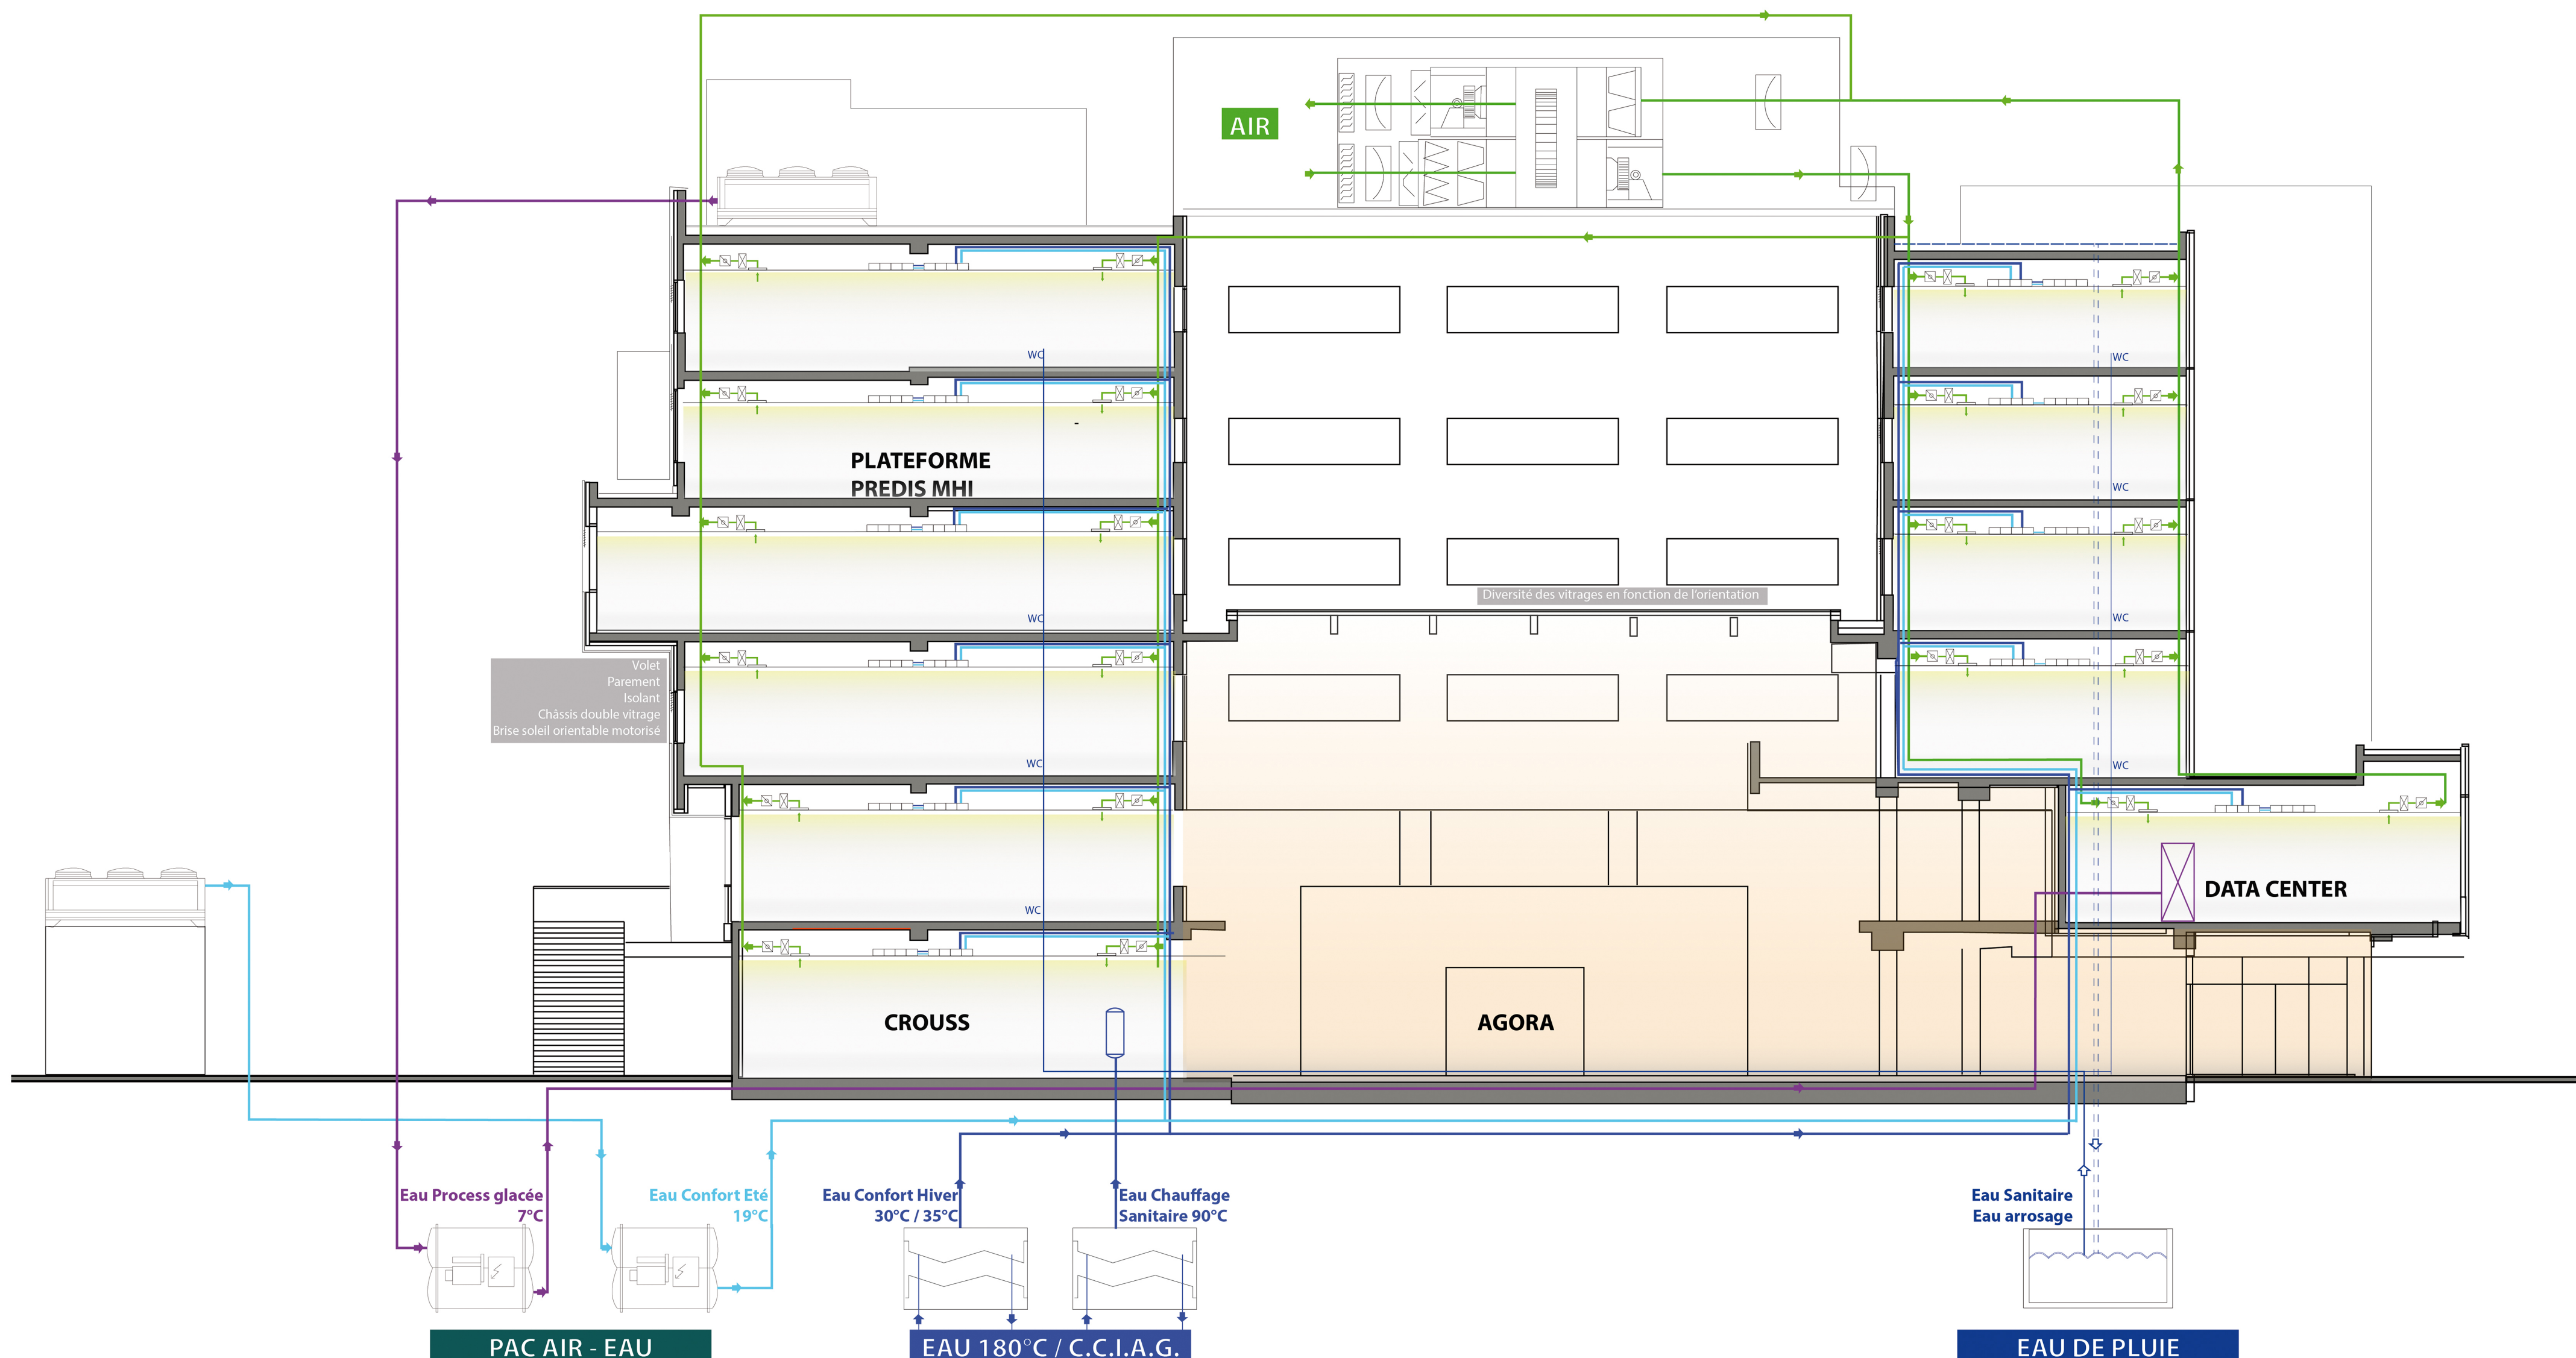 AIR
WC
WC
PLATEFORME
PREDIS MHI
WC
Diversité des vitrages en fonction de l'orientation
WC
WC
Volet
Parement
Isolant
Châssis double vitrage
Brise soleil orientable motorisé
WC
WC
DATA CENTER
WC
CROUSS
AGORA
Eau Process glacée
7°C
Eau Confort Eté
19°C
Eau Confort Hiver
30°C / 35°C
Eau Chauffage
Sanitaire 90°C
Eau Sanitaire
Eau arrosage
PAC AIR - EAU
EAU 180°C / C.C.I.A.G.
EAU DE PLUIE